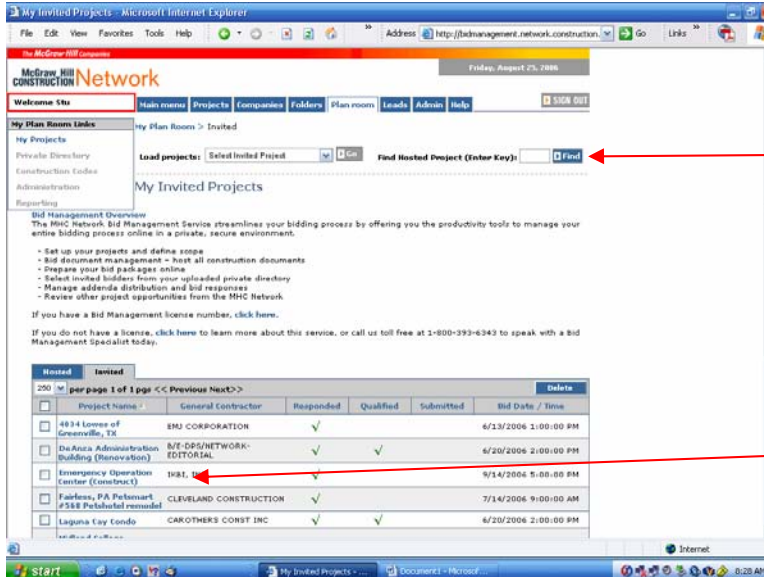 My Invited Projects - Microsoft Internet Explorer
File Edit View Favorites Tools Help
Address http://bidmanagement.network.construction. Go Links
The McGraw-Hill Companies
McGraw Hill CONSTRUCTION Network
Friday, August 25, 2006
Welcome Stu
Main menu Projects Companies Folders Plan room Leads Admin Help SIGN OUT
My Plan Room Links
My Projects
Private Directory
Construction Codes
Administration
Reporting
My Plan Room > Invited
Load projects: Select Invited Project Go Find Hosted Project (Enter Key): Find
My Invited Projects
Bid Management Overview
The MHC Network Bid Management Service streamlines your bidding process by offering you the productivity tools to manage your
entire bidding process online in a private, secure environment.
- Set up your projects and define scope
- Bid document management - host all construction documents
- Prepare your bid packages online
- Select invited bidders from your uploaded private directory
- Manage addenda distribution and bid responses
- Review other project opportunities from the MHC Network
If you have a Bid Management license number, click here.
If you do not have a license, click here to learn more about this service, or call us toll free at 1-800-393-6343 to speak with a Bid
Management Specialist today.
Hosted Invited
250 per page 1 of 1 pgs << Previous Next>> Delete
Project Name General Contractor Responded Qualified Submitted Bid Date / Time
4034 Lowes of
Greenville, TX
EMJ CORPORATION √ 6/13/2006 1:00:00 PM
DeAnza Administration
Building (Renovation)
B/E-DPS/NETWORK-
EDITORIAL
√ √ 6/20/2006 2:00:00 PM
Emergency Operation
Center (Construct)
√ 9/14/2006 5:00:00 PM
Fairless, PA Petsmart
#568 Petshotel remodel
CLEVELAND CONSTRUCTION √ 7/14/2006 9:00:00 AM
Laguna Cay Condo CAROTHERS CONST INC √ √ 6/20/2006 2:00:00 PM
Internet
start My Invited Projects - ... Document1 - Microsof... 8:28 AM